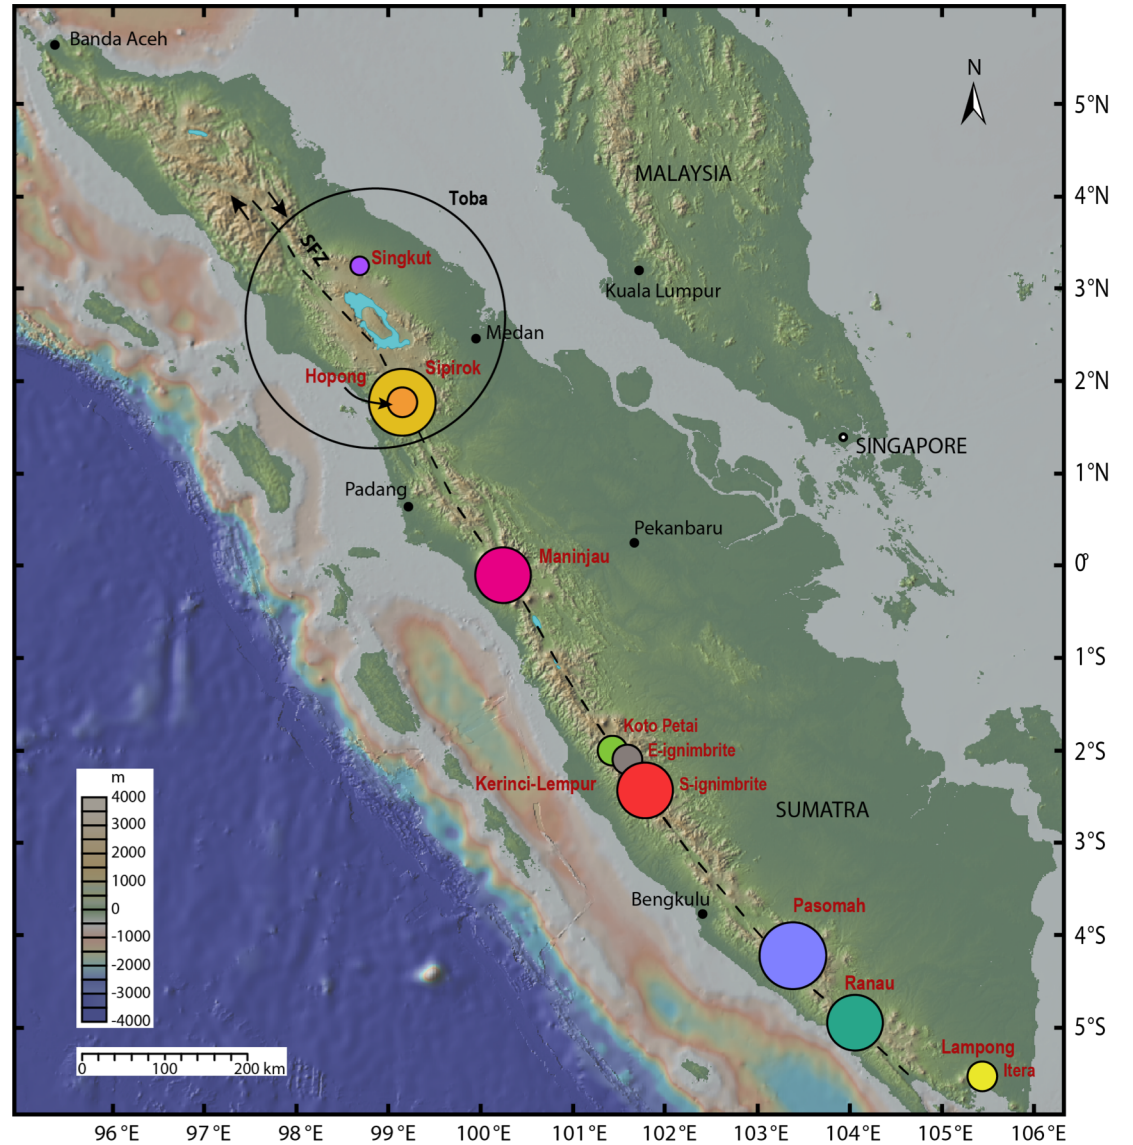 Banda Aceh
N
5°N
MALAYSIA
4°N
Toba
SFZ
Singkut
3°N
Kuala Lumpur
Medan
Sipirok
Hopong
2°N
SINGAPORE
1°N
Padang
Pekanbaru
Maninjau
0°
1°S
Koto Petai
E-ignimbrite
2°S
Kerinci-Lempur
S-ignimbrite
SUMATRA
m
4000
3000
2000
1000
0
-1000
-2000
-3000
-4000
3°S
Bengkulu
Pasomah
4°S
Ranau
5°S
Lampong
Itera
0 100 200 km
96°E 97°E 98°E 99°E 100°E 101°E 102°E 103°E 104°E 105°E 106°E